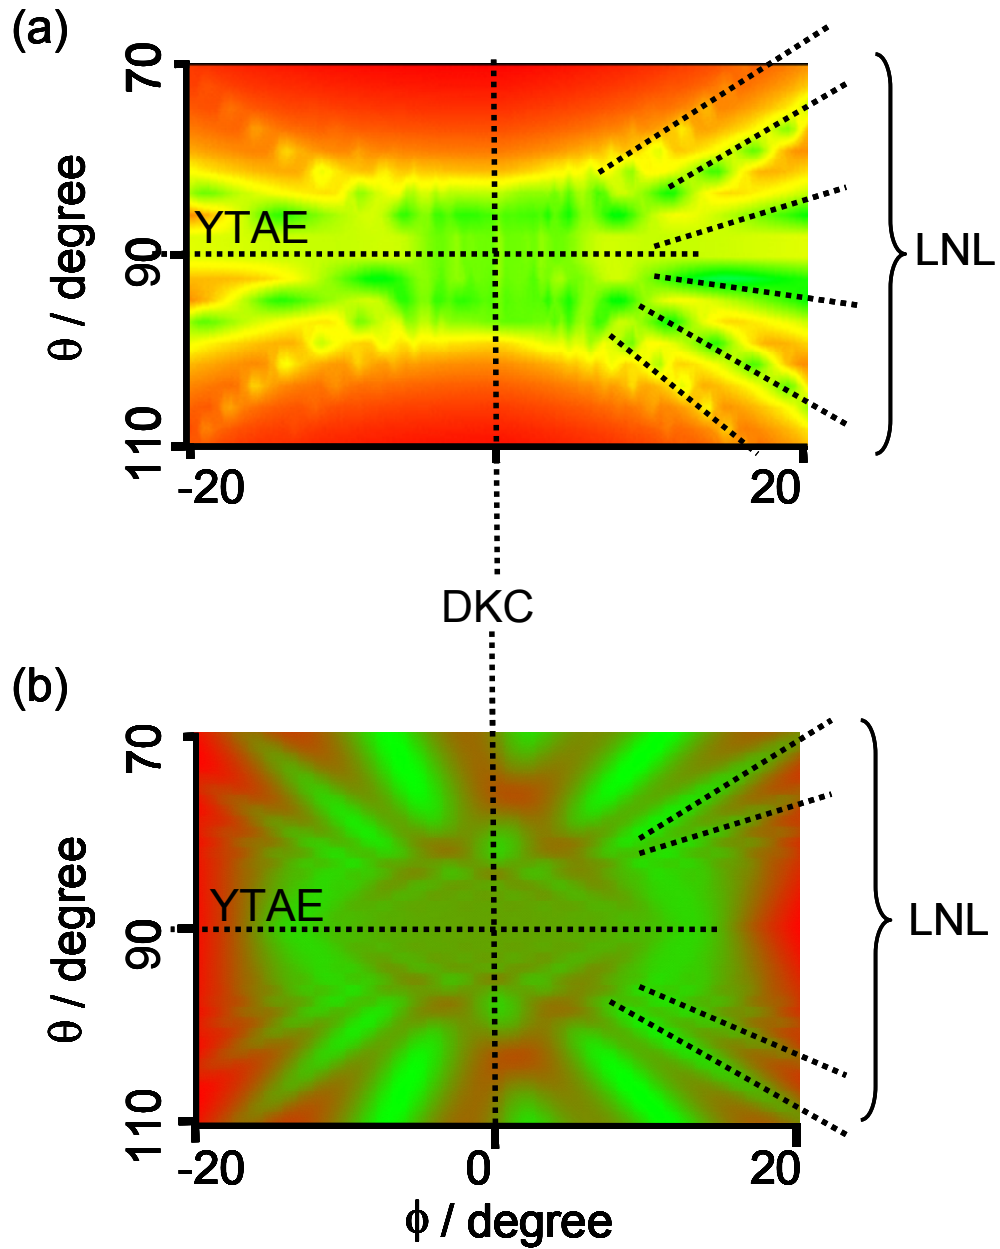 (a)
70
θ / degree
YTAE
90
LNL
110
-20
20
DKC
(b)
70
θ / degree
YTAE
90
LNL
110
-20
0
20
ϕ / degree